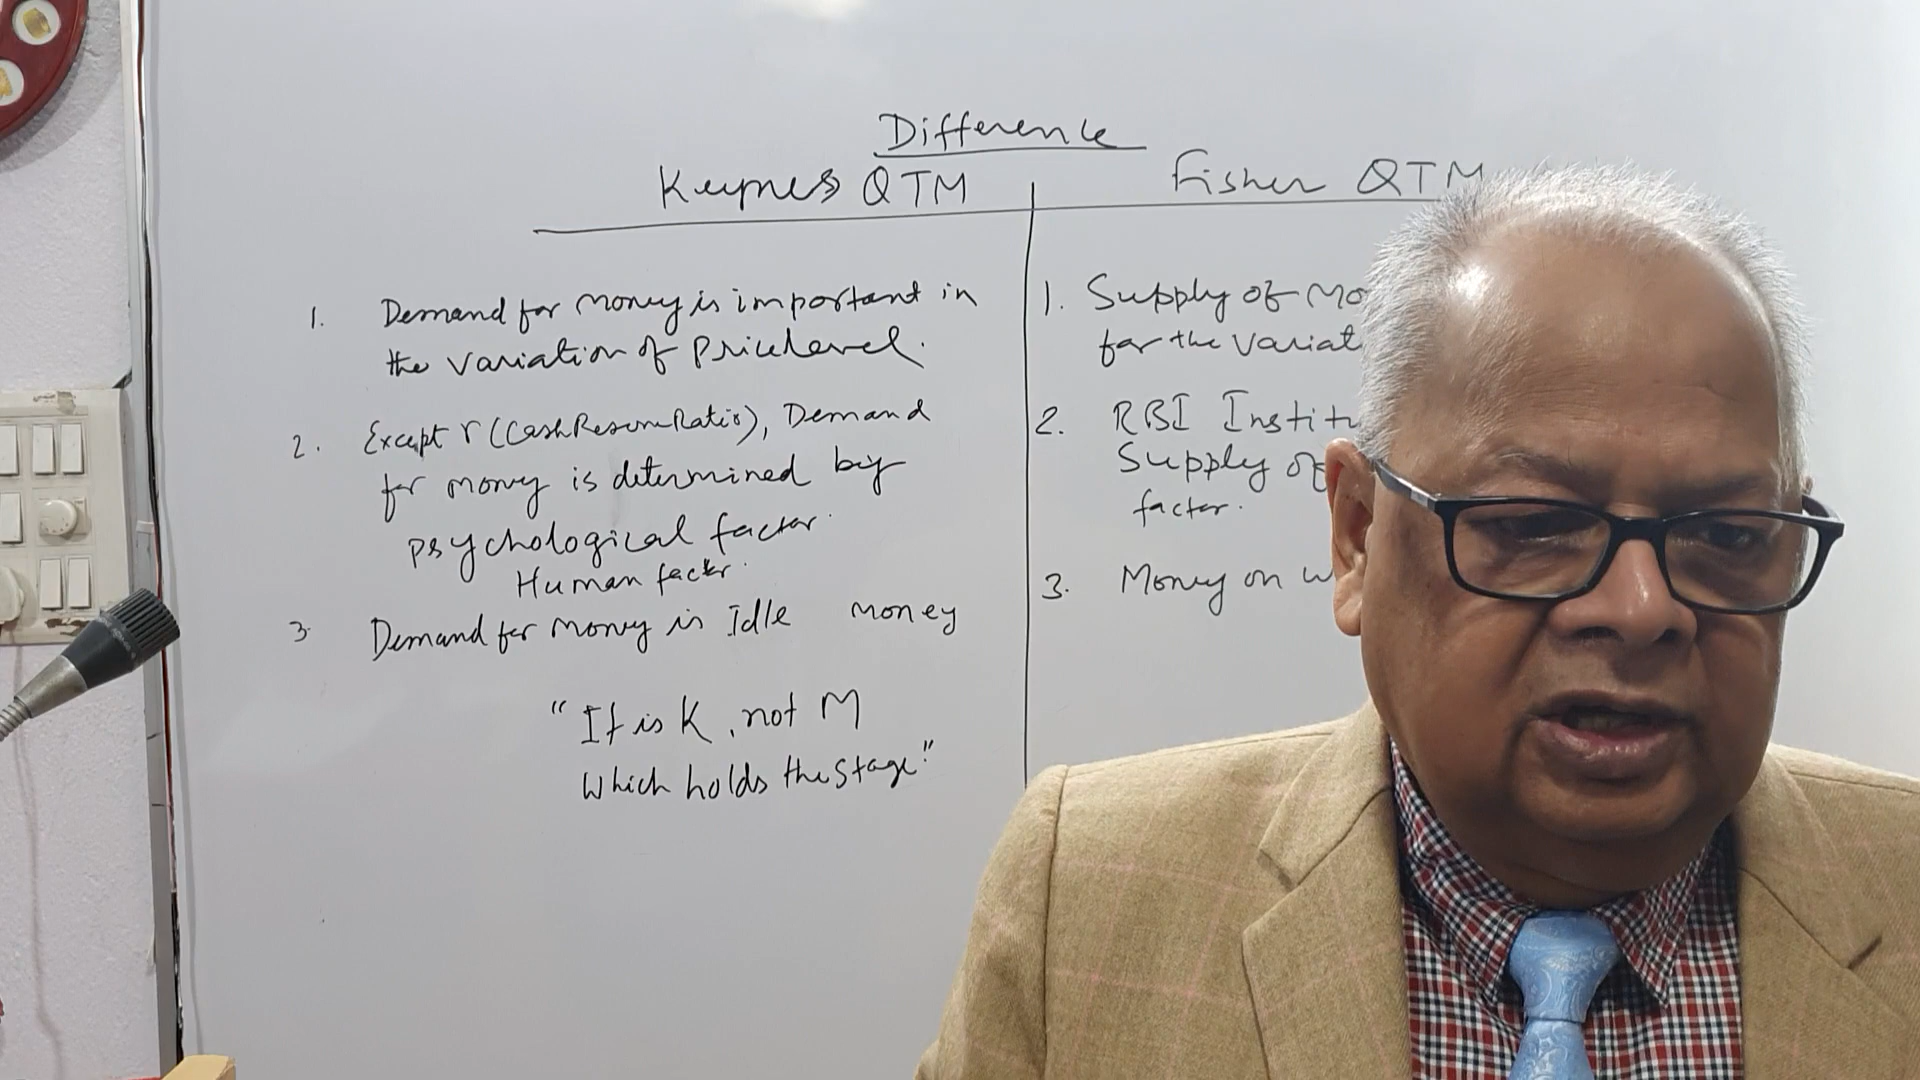 Difference
Keynes QTM
Fisher QTM
1. Demand for money is important in
the variation of Pricelevel.
2. Except r (Cash Reserve Ratio), Demand
for money is determined by
psychological factor.
Human factor.
3. Demand for money is Idle money
"It is K, not M
Which holds the stage."
1. Supply of Mo
for the variat
2. RBI Institu
Supply of
factor.
3. Money on w